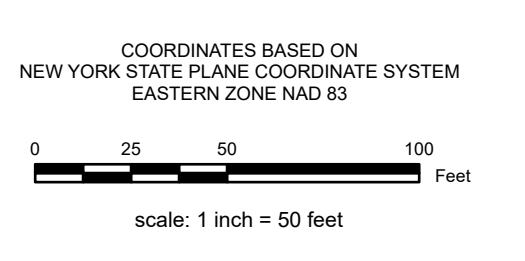 COORDINATES BASED ON
NEW YORK STATE PLANE COORDINATE SYSTEM
EASTERN ZONE NAD 83
0 25 50 100
Feet
scale: 1 inch = 50 feet